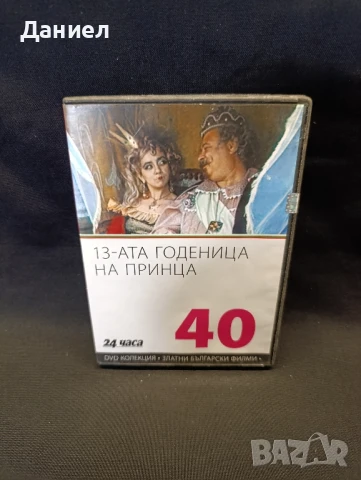 Даниел
13-АТА ГОДЕНИЦА
НА ПРИНЦА
24 часа
40
DVD КОЛЕКЦИЯ • ЗЛАТНИ БЪЛГАРСКИ ФИЛМИ •
BAZAR